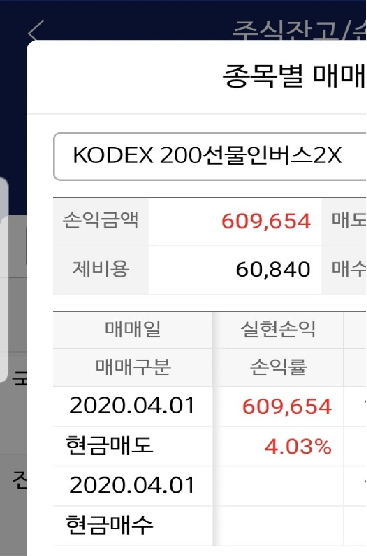 주식잔고/손
종목별 매매
KODEX 200선물인버스2X
손익금액 609,654 매도
제비용 60,840 매수
매매일 실현손익
매매구분 손익률
2020.04.01 609,654
현금매도 4.03%
2020.04.01
현금매수
국
전